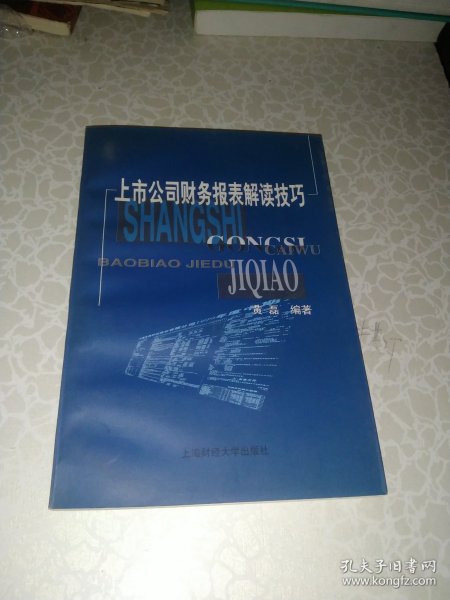 上市公司财务报表解读技巧
SHANGSHI
GONGSI
CAIWU
BAOBIAO JIEDU
JIQIAO
黄磊 编著
上海财经大学出版社
孔夫子旧书网
www.kongfz.com